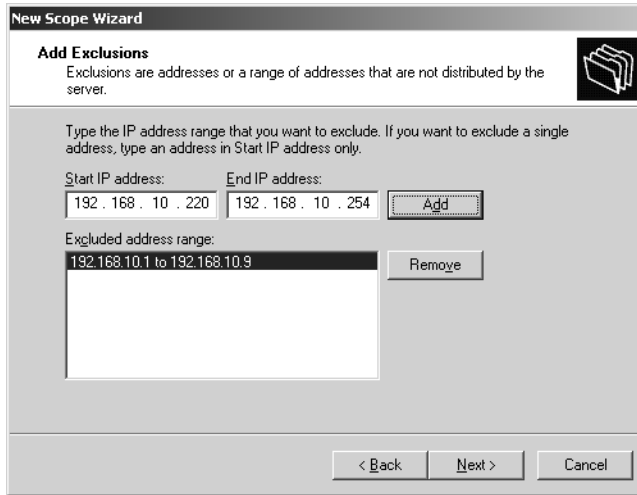 New Scope Wizard
Add Exclusions
Exclusions are addresses or a range of addresses that are not distributed by the
server.
Type the IP address range that you want to exclude. If you want to exclude a single
address, type an address in Start IP address only.
Start IP address: End IP address:
192 . 168 . 10 . 220 192 . 168 . 10 . 254 Add
Excluded address range:
192.168.10.1 to 192.168.10.9 Remove
< Back Next > Cancel